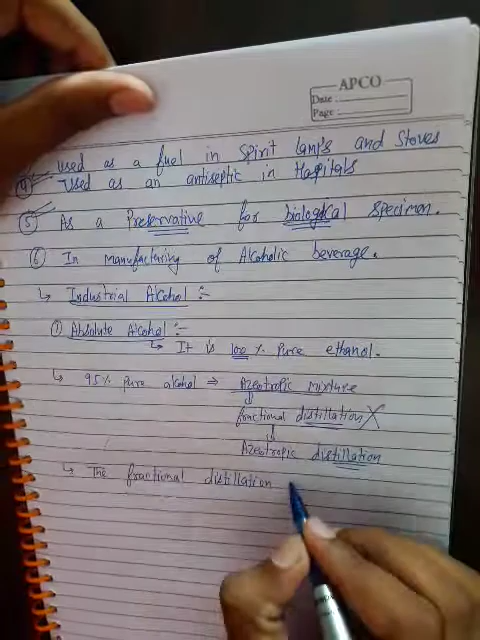 APCO
Date:
Page:
used as a fuel in Spirit lamps and Stoves
④ Used as an antiseptic in Hospitals
⑤ As a Preservative for biological specimen.
⑥ In manufacturing of Alcoholic beverage.
↳ Industrial Alcohol :-
① Absolute Alcohol :-
↳ It is 100 % Pure ethanol.
↳ 95% pure alcohol ⇒ Azeotropic mixture
⇓
fractional distillation X
↓
Azeotropic distillation
↳ The fractional distillation